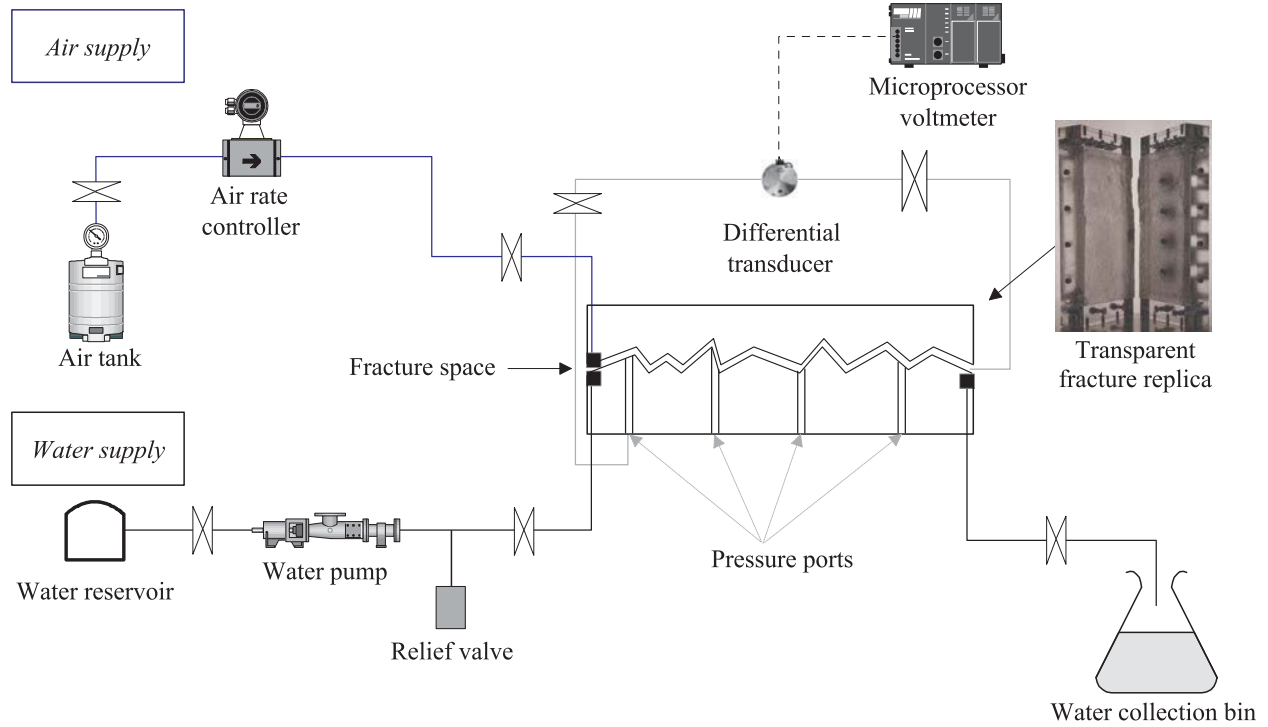 Air supply
Microprocessor
voltmeter
Air rate
controller
Differential
transducer
Air tank
Fracture space
Transparent
fracture replica
Water supply
Water reservoir
Water pump
Pressure ports
Relief valve
Water collection bin